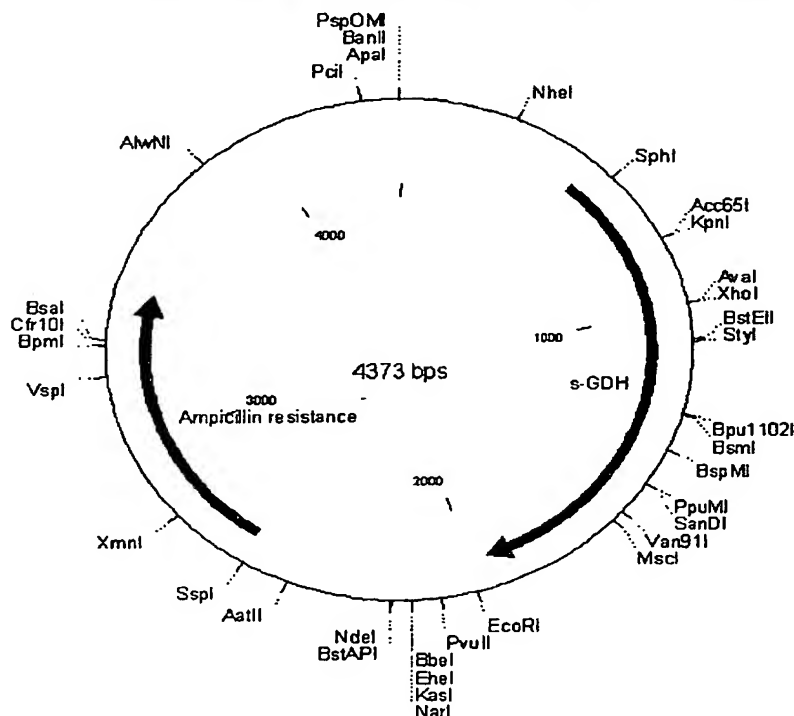 PspOMI
BanII
ApaI
PciI
NheI
AlwNI
SphI
4000
Acc65I
KpnI
AvaI
XhoI
BsaI
Cfr10I
BpmI
BstEII
StyI
1000
4373 bps
VspI
3000
s-GDH
Ampicillin resistance
Bpu1102I
BsmI
BspMI
2000
PpuMI
SanDI
Van91I
MscI
XmnI
SspI
AatII
EcoRI
NdeI
BstAPI
PvuII
BbeI
EheI
KasI
NarI